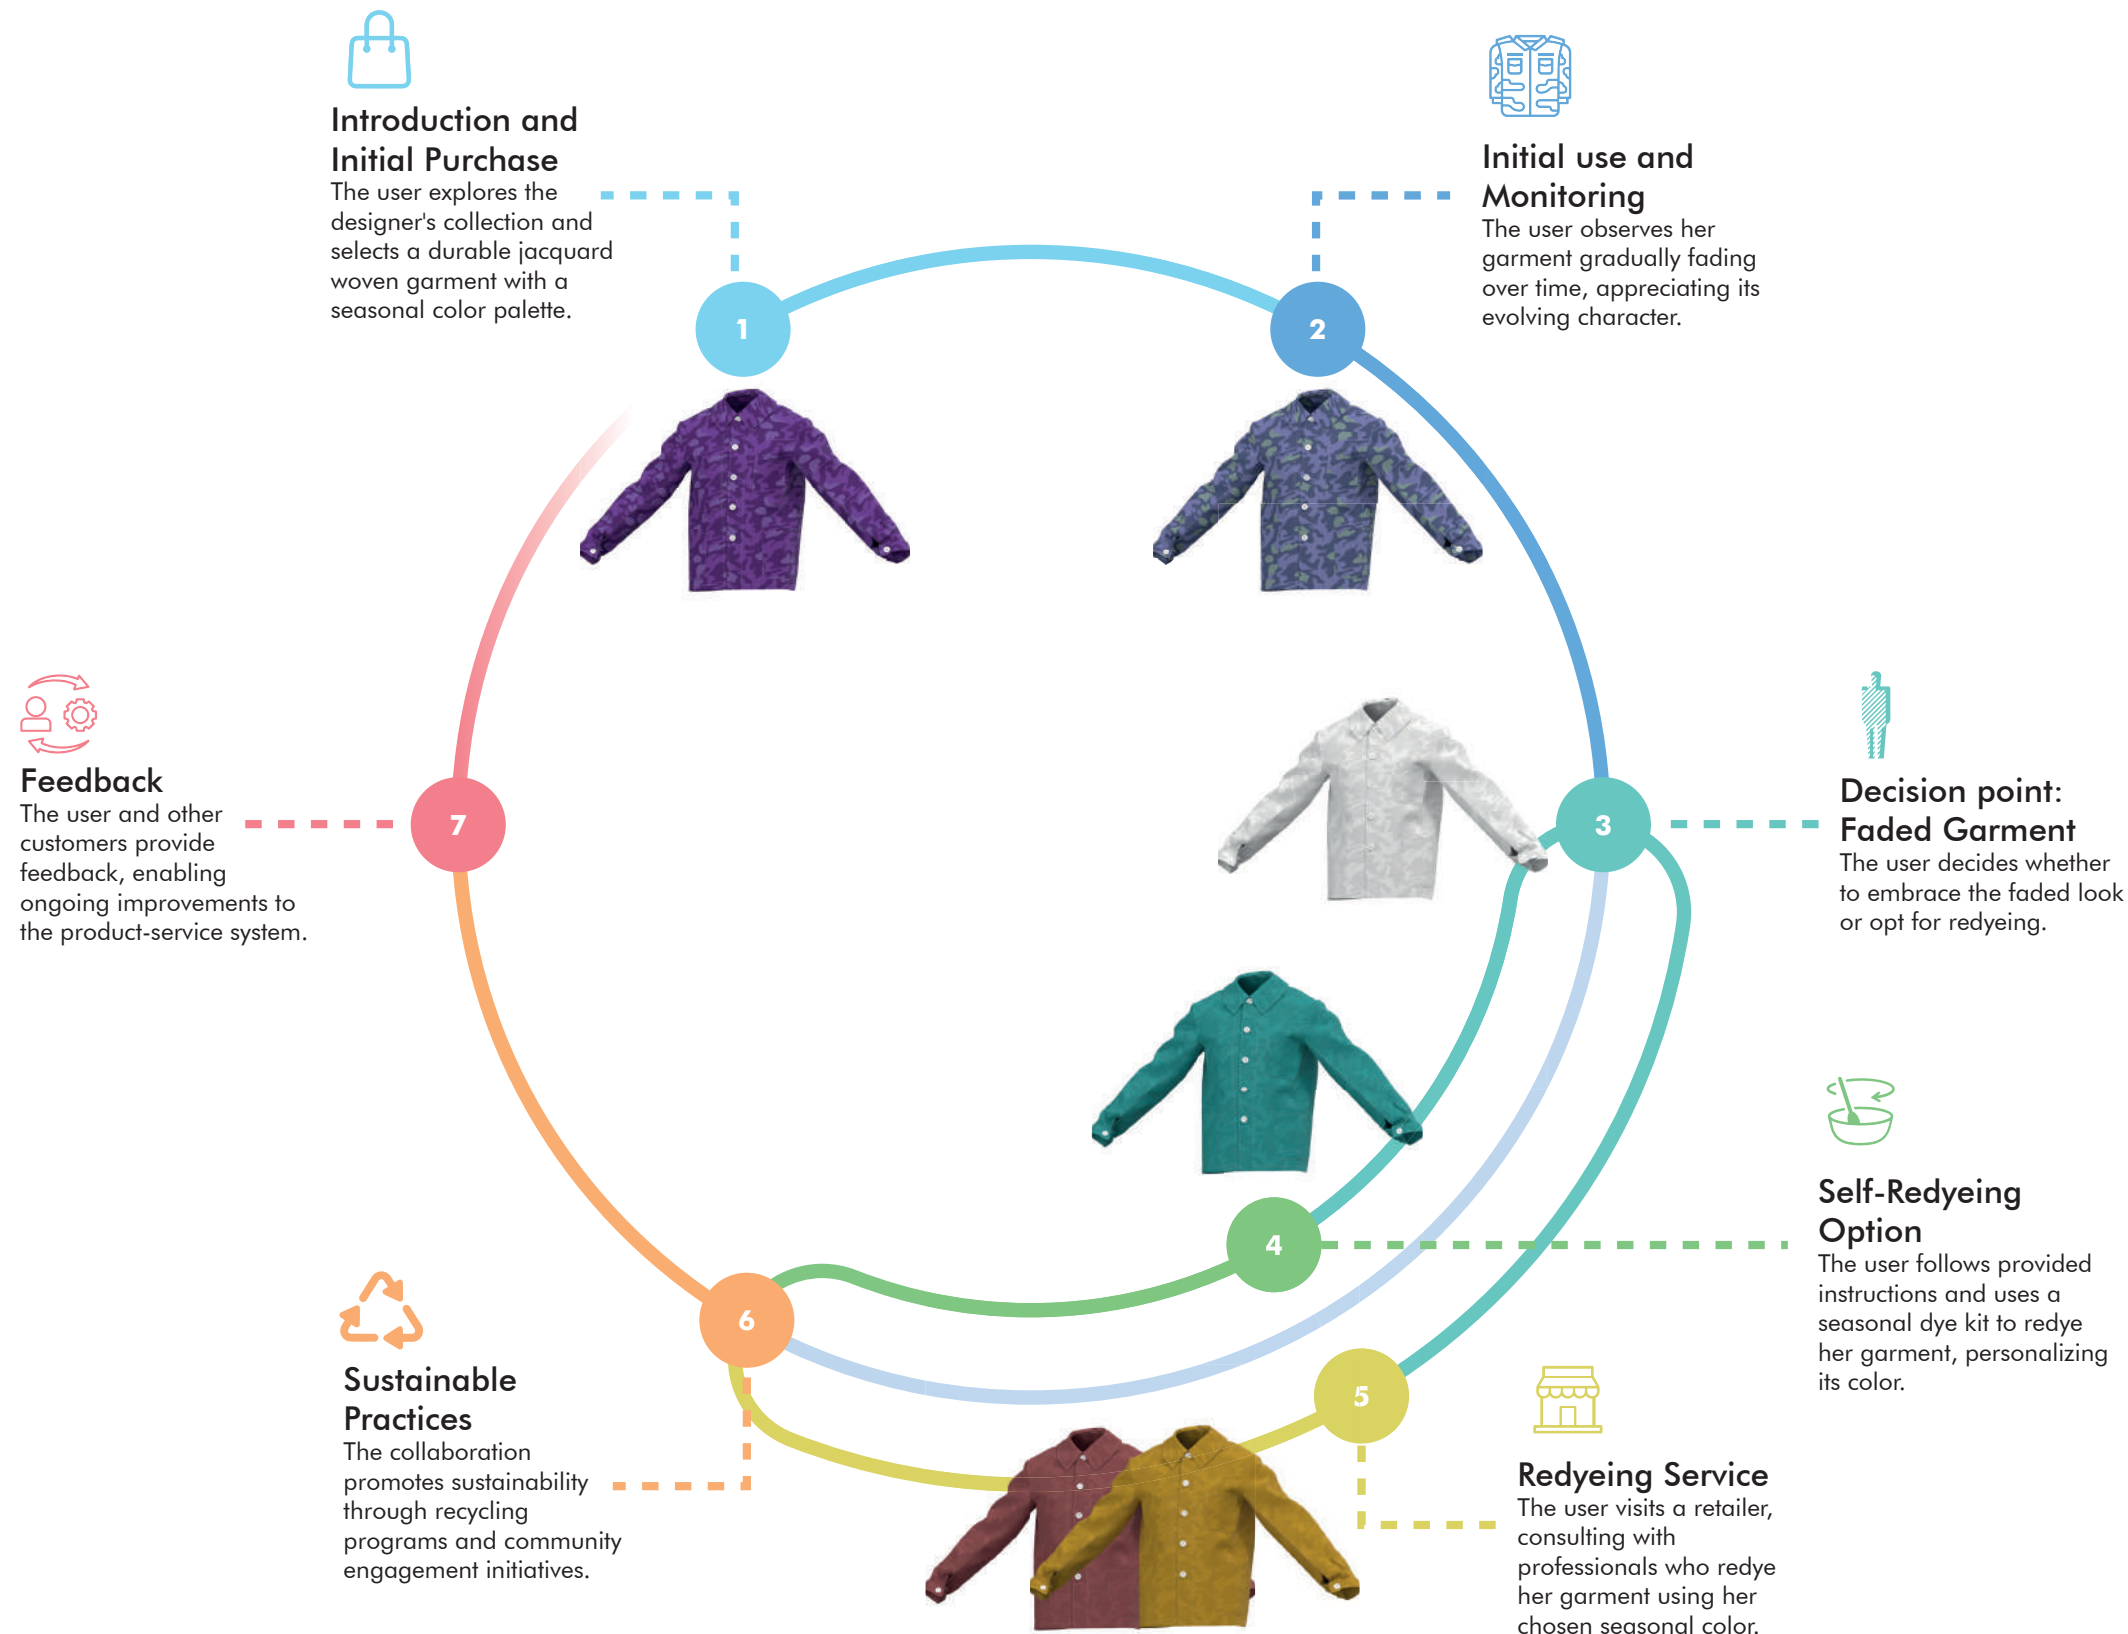 Introduction and
Initial Purchase
The user explores the
designer's collection and
selects a durable jacquard
woven garment with a
seasonal color palette.
1
Initial use and
Monitoring
The user observes her
garment gradually fading
over time, appreciating its
evolving character.
2
Decision point:
Faded Garment
The user decides whether
to embrace the faded look
or opt for redyeing.
3
Self-Redyeing
Option
The user follows provided
instructions and uses a
seasonal dye kit to redye
her garment, personalizing
its color.
4
Redyeing Service
The user visits a retailer,
consulting with
professionals who redye
her garment using her
chosen seasonal color.
5
Sustainable
Practices
The collaboration
promotes sustainability
through recycling
programs and community
engagement initiatives.
6
Feedback
The user and other
customers provide
feedback, enabling
ongoing improvements to
the product-service system.
7